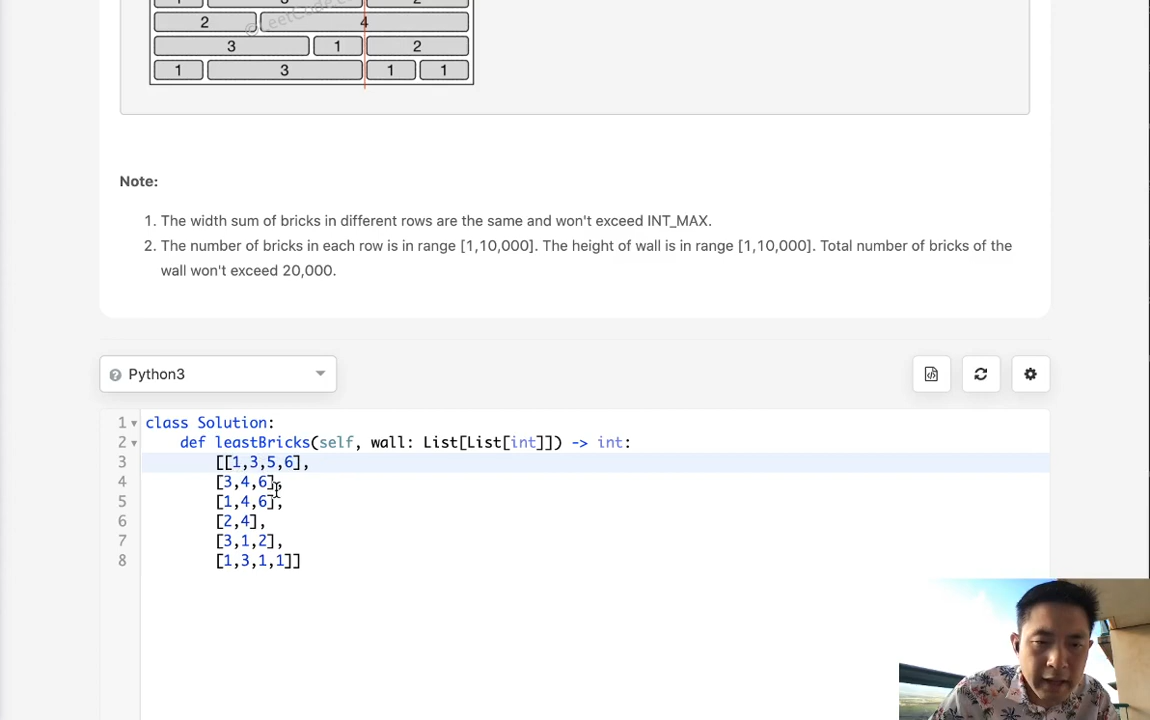 2 4
3 1 2
1 3 1 1
Note:
1. The width sum of bricks in different rows are the same and won't exceed INT_MAX.
2. The number of bricks in each row is in range [1,10,000]. The height of wall is in range [1,10,000]. Total number of bricks of the
wall won't exceed 20,000.
Python3
1 class Solution:
2 def leastBricks(self, wall: List[List[int]]) -> int:
3 [[1,3,5,6],
4 [3,4,6],
5 [1,4,6],
6 [2,4],
7 [3,1,2],
8 [1,3,1,1]]